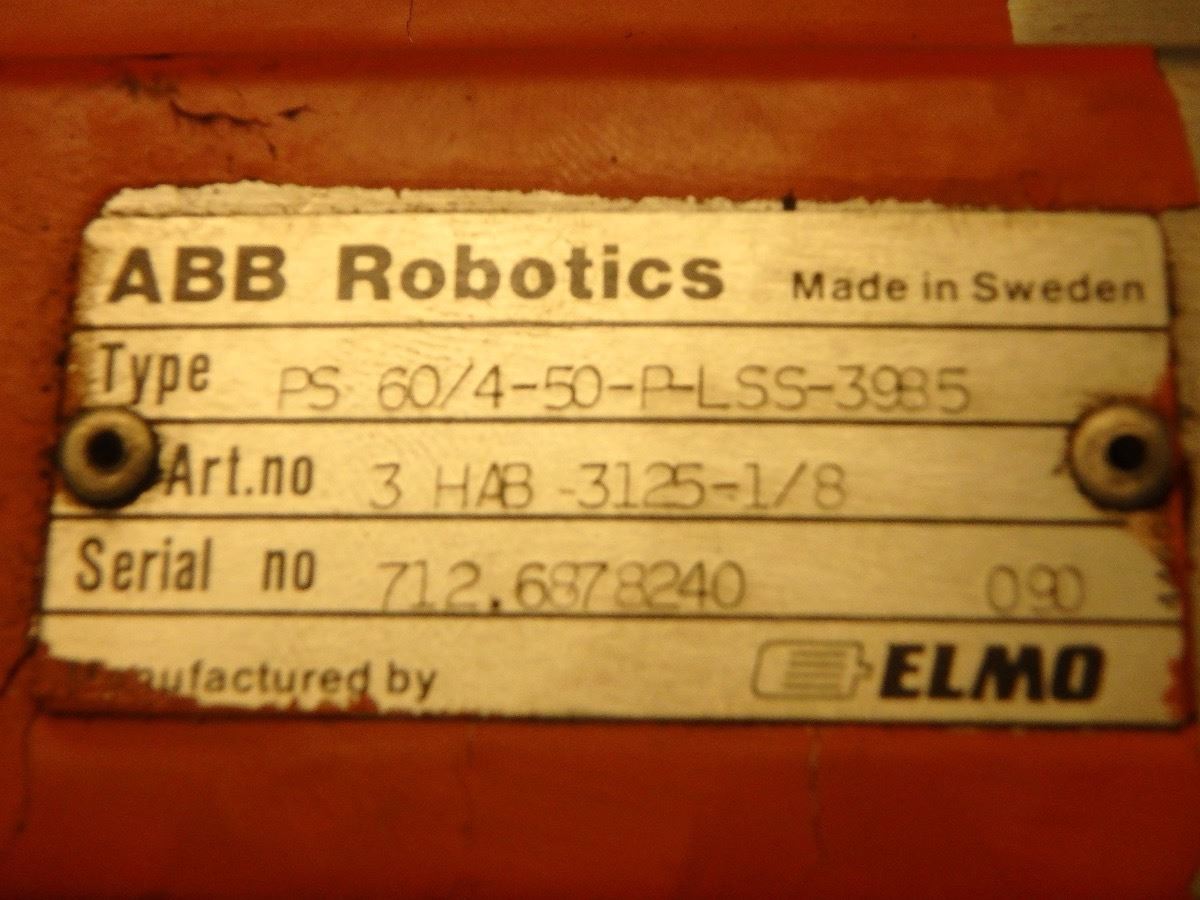 ABB Robotics Made in Sweden
Type PS 60/4-50-P-LSS-3985
Art.no 3 HAB -3125-1/8
Serial no 712.6878240 090
Manufactured by ELMO